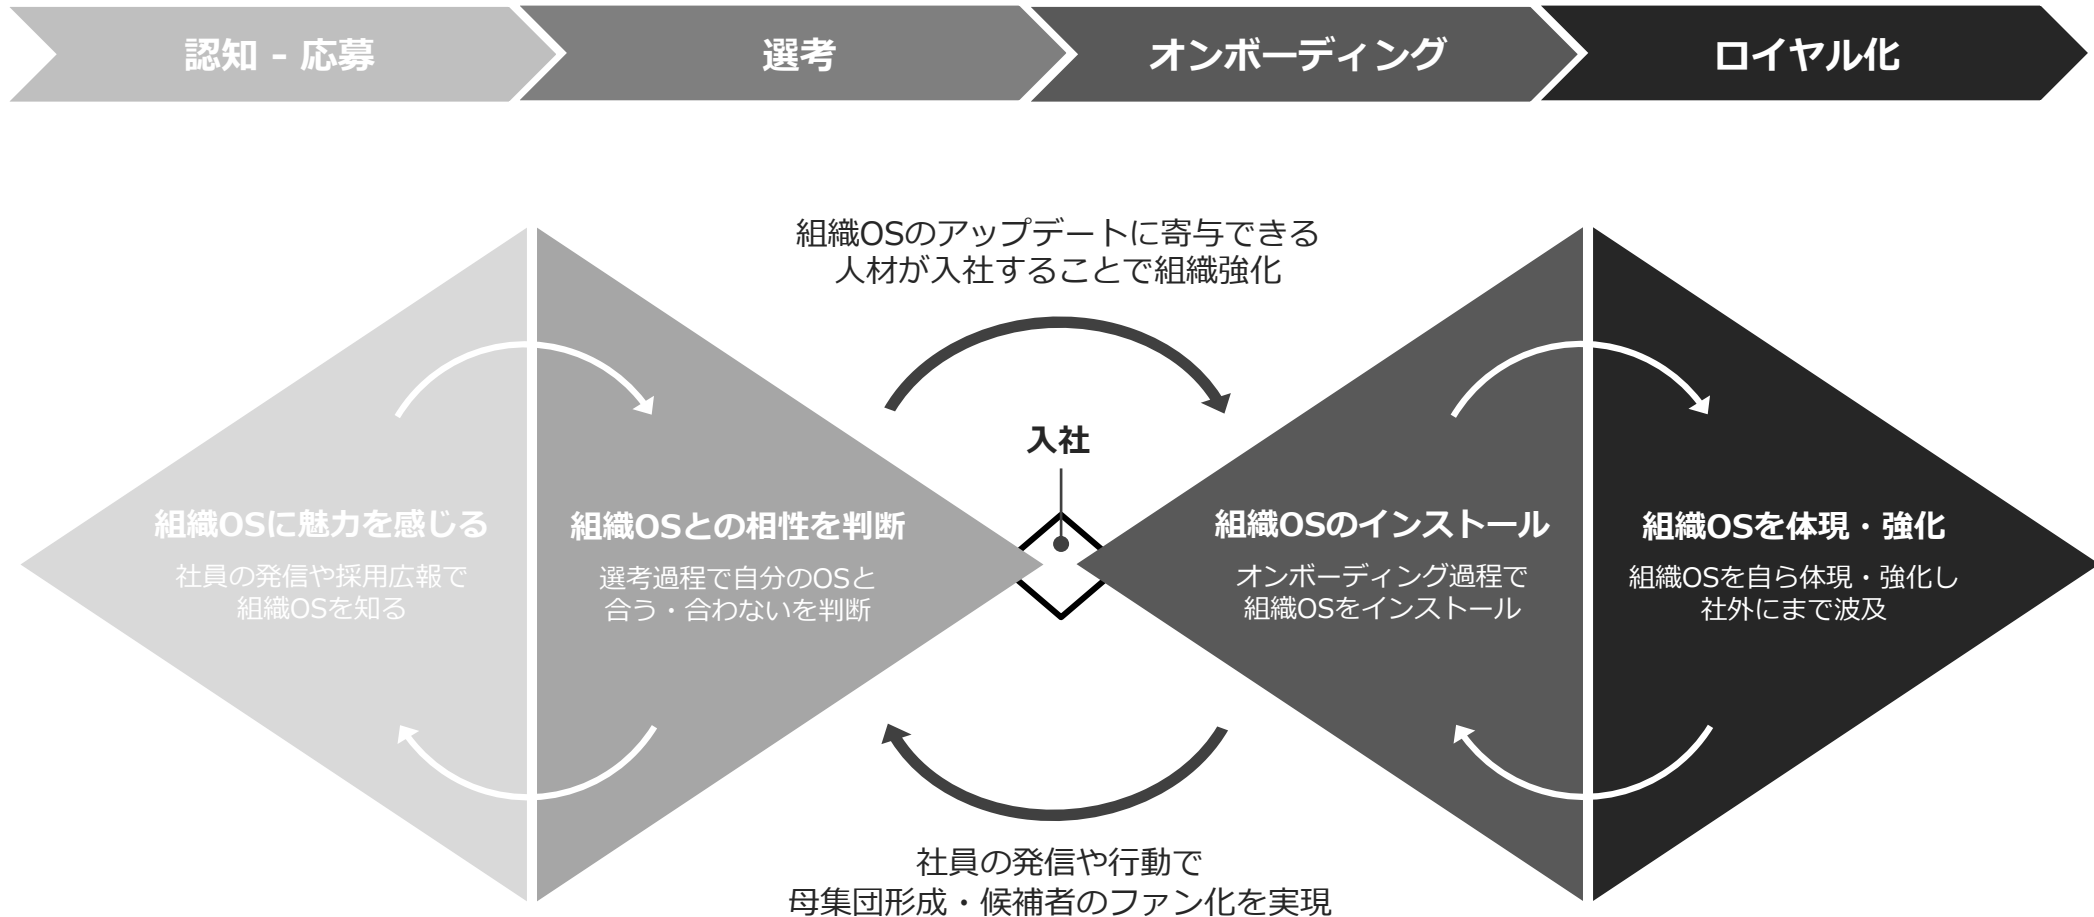 認知 - 応募
選考
オンボーディング
ロイヤル化
組織OSのアップデートに寄与できる
人材が入社することで組織強化
入社
組織OSに魅力を感じる
社員の発信や採用広報で
組織OSを知る
組織OSとの相性を判断
選考過程で自分のOSと
合う・合わないを判断
組織OSのインストール
オンボーディング過程で
組織OSをインストール
組織OSを体現・強化
組織OSを自ら体現・強化し
社外にまで波及
社員の発信や行動で
母集団形成・候補者のファン化を実現